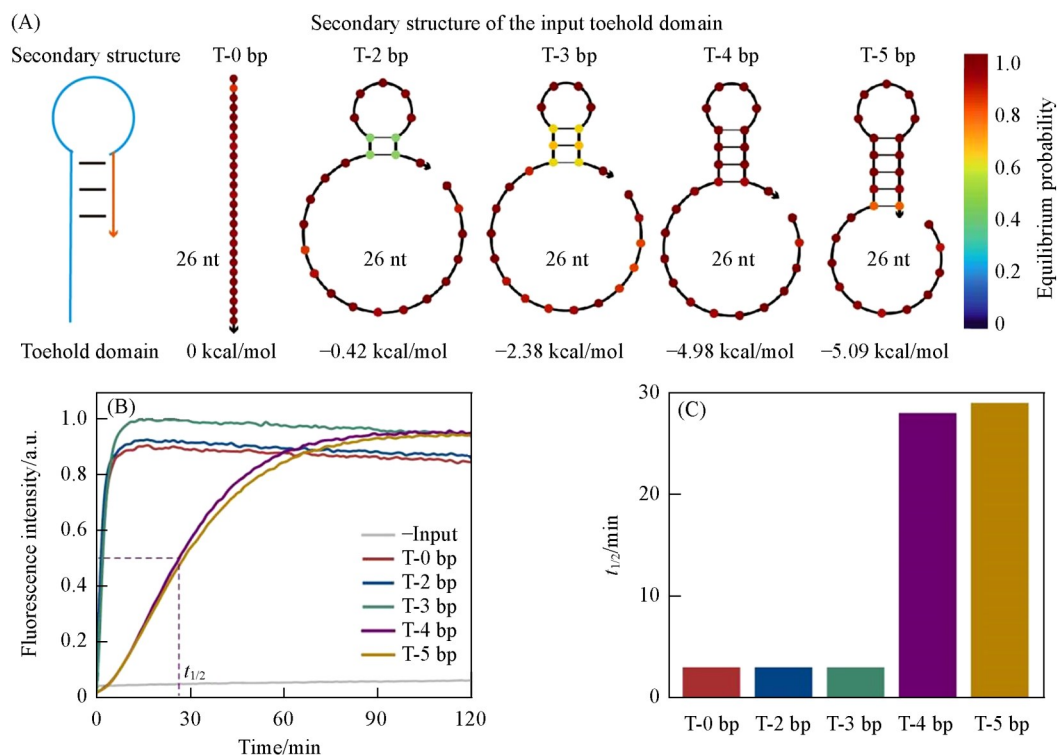 (A)
Secondary structure of the input toehold domain
Secondary structure
T-0 bp
T-2 bp
T-3 bp
T-4 bp
T-5 bp
26 nt
26 nt
26 nt
26 nt
26 nt
Toehold domain
0 kcal/mol
−0.42 kcal/mol
−2.38 kcal/mol
−4.98 kcal/mol
−5.09 kcal/mol
1.0
0.8
0.6
0.4
0.2
0
Equilibrium probability
(B)
Fluorescence intensity/a.u.
1.0
0.8
0.6
0.4
0.2
0
t1/2
−Input
T-0 bp
T-2 bp
T-3 bp
T-4 bp
T-5 bp
0
30
60
90
120
Time/min
(C)
t1/2/min
30
20
10
0
T-0 bp
T-2 bp
T-3 bp
T-4 bp
T-5 bp